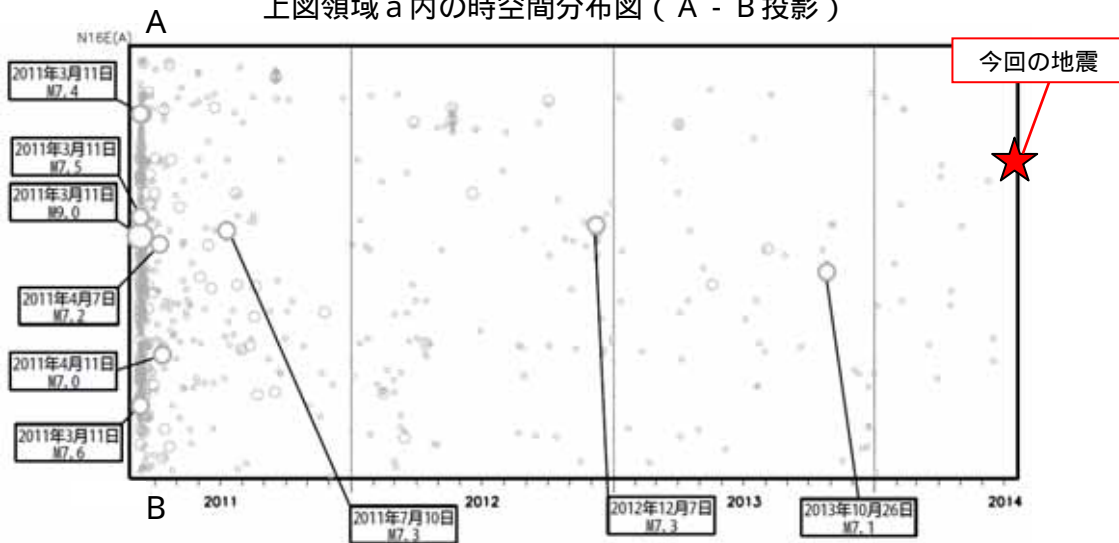 上図領域a内の時空間分布図(A-B投影)
A
N16E(A)
今回の地震
2011年3月11日
M7.4
2011年3月11日
M7.5
2011年3月11日
M9.0
2011年4月7日
M7.2
2011年4月11日
M7.0
2011年3月11日
M7.6
B
2011
2012
2013
2014
2011年7月10日
M7.3
2012年12月7日
M7.3
2013年10月26日
M7.1